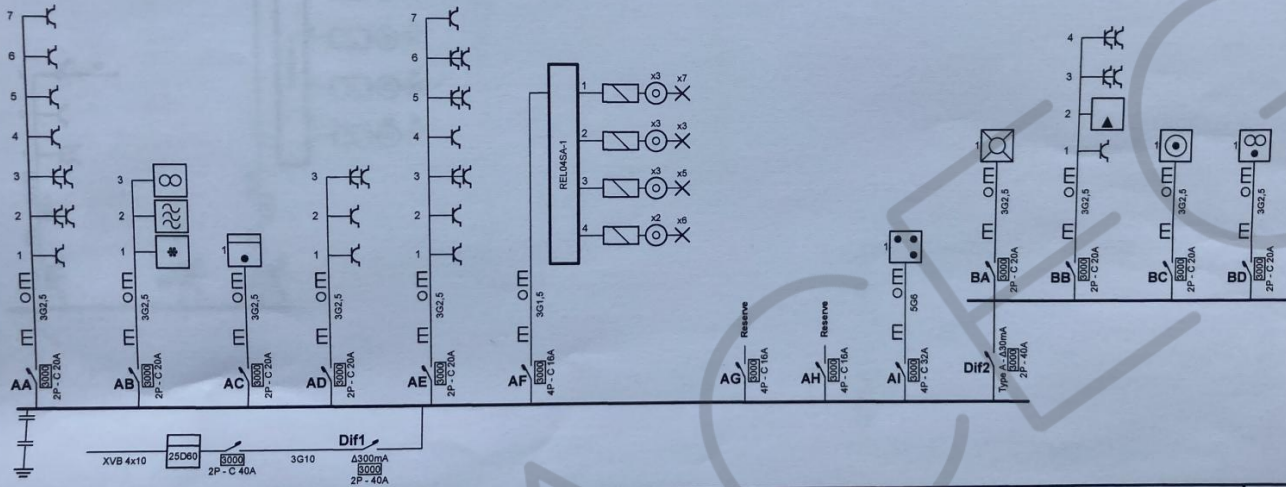 7
6
5
4
3
2
1
3G2,5
AA
3000
2P - C 20A
3
2
1
3G2,5
AB
3000
2P - C 20A
1
3G2,5
AC
3000
2P - C 20A
3
2
1
3G2,5
AD
3000
2P - C 20A
7
6
5
4
3
2
1
3G2,5
AE
3000
2P - C 20A
REL04SA-1
1
x3
x7
2
x3
x3
3
x3
x5
4
x2
x6
3G1,5
AF
3000
4P - C 16A
Reserve
AG
3000
4P - C 16A
Reserve
AH
3000
4P - C 16A
1
5G6
AI
3000
4P - C 32A
1
3G2,5
BA
3000
2P - C 20A
4
3
2
1
3G2,5
BB
3000
2P - C 20A
1
3G2,5
BC
3000
2P - C 20A
1
3G2,5
BD
3000
2P - C 20A
Dif2
Type A - Δ30mA
3000
2P - 40A
XVB 4x10
25D60
3000
2P - C 40A
3G10
Dif1
Δ300mA
3000
2P - 40A